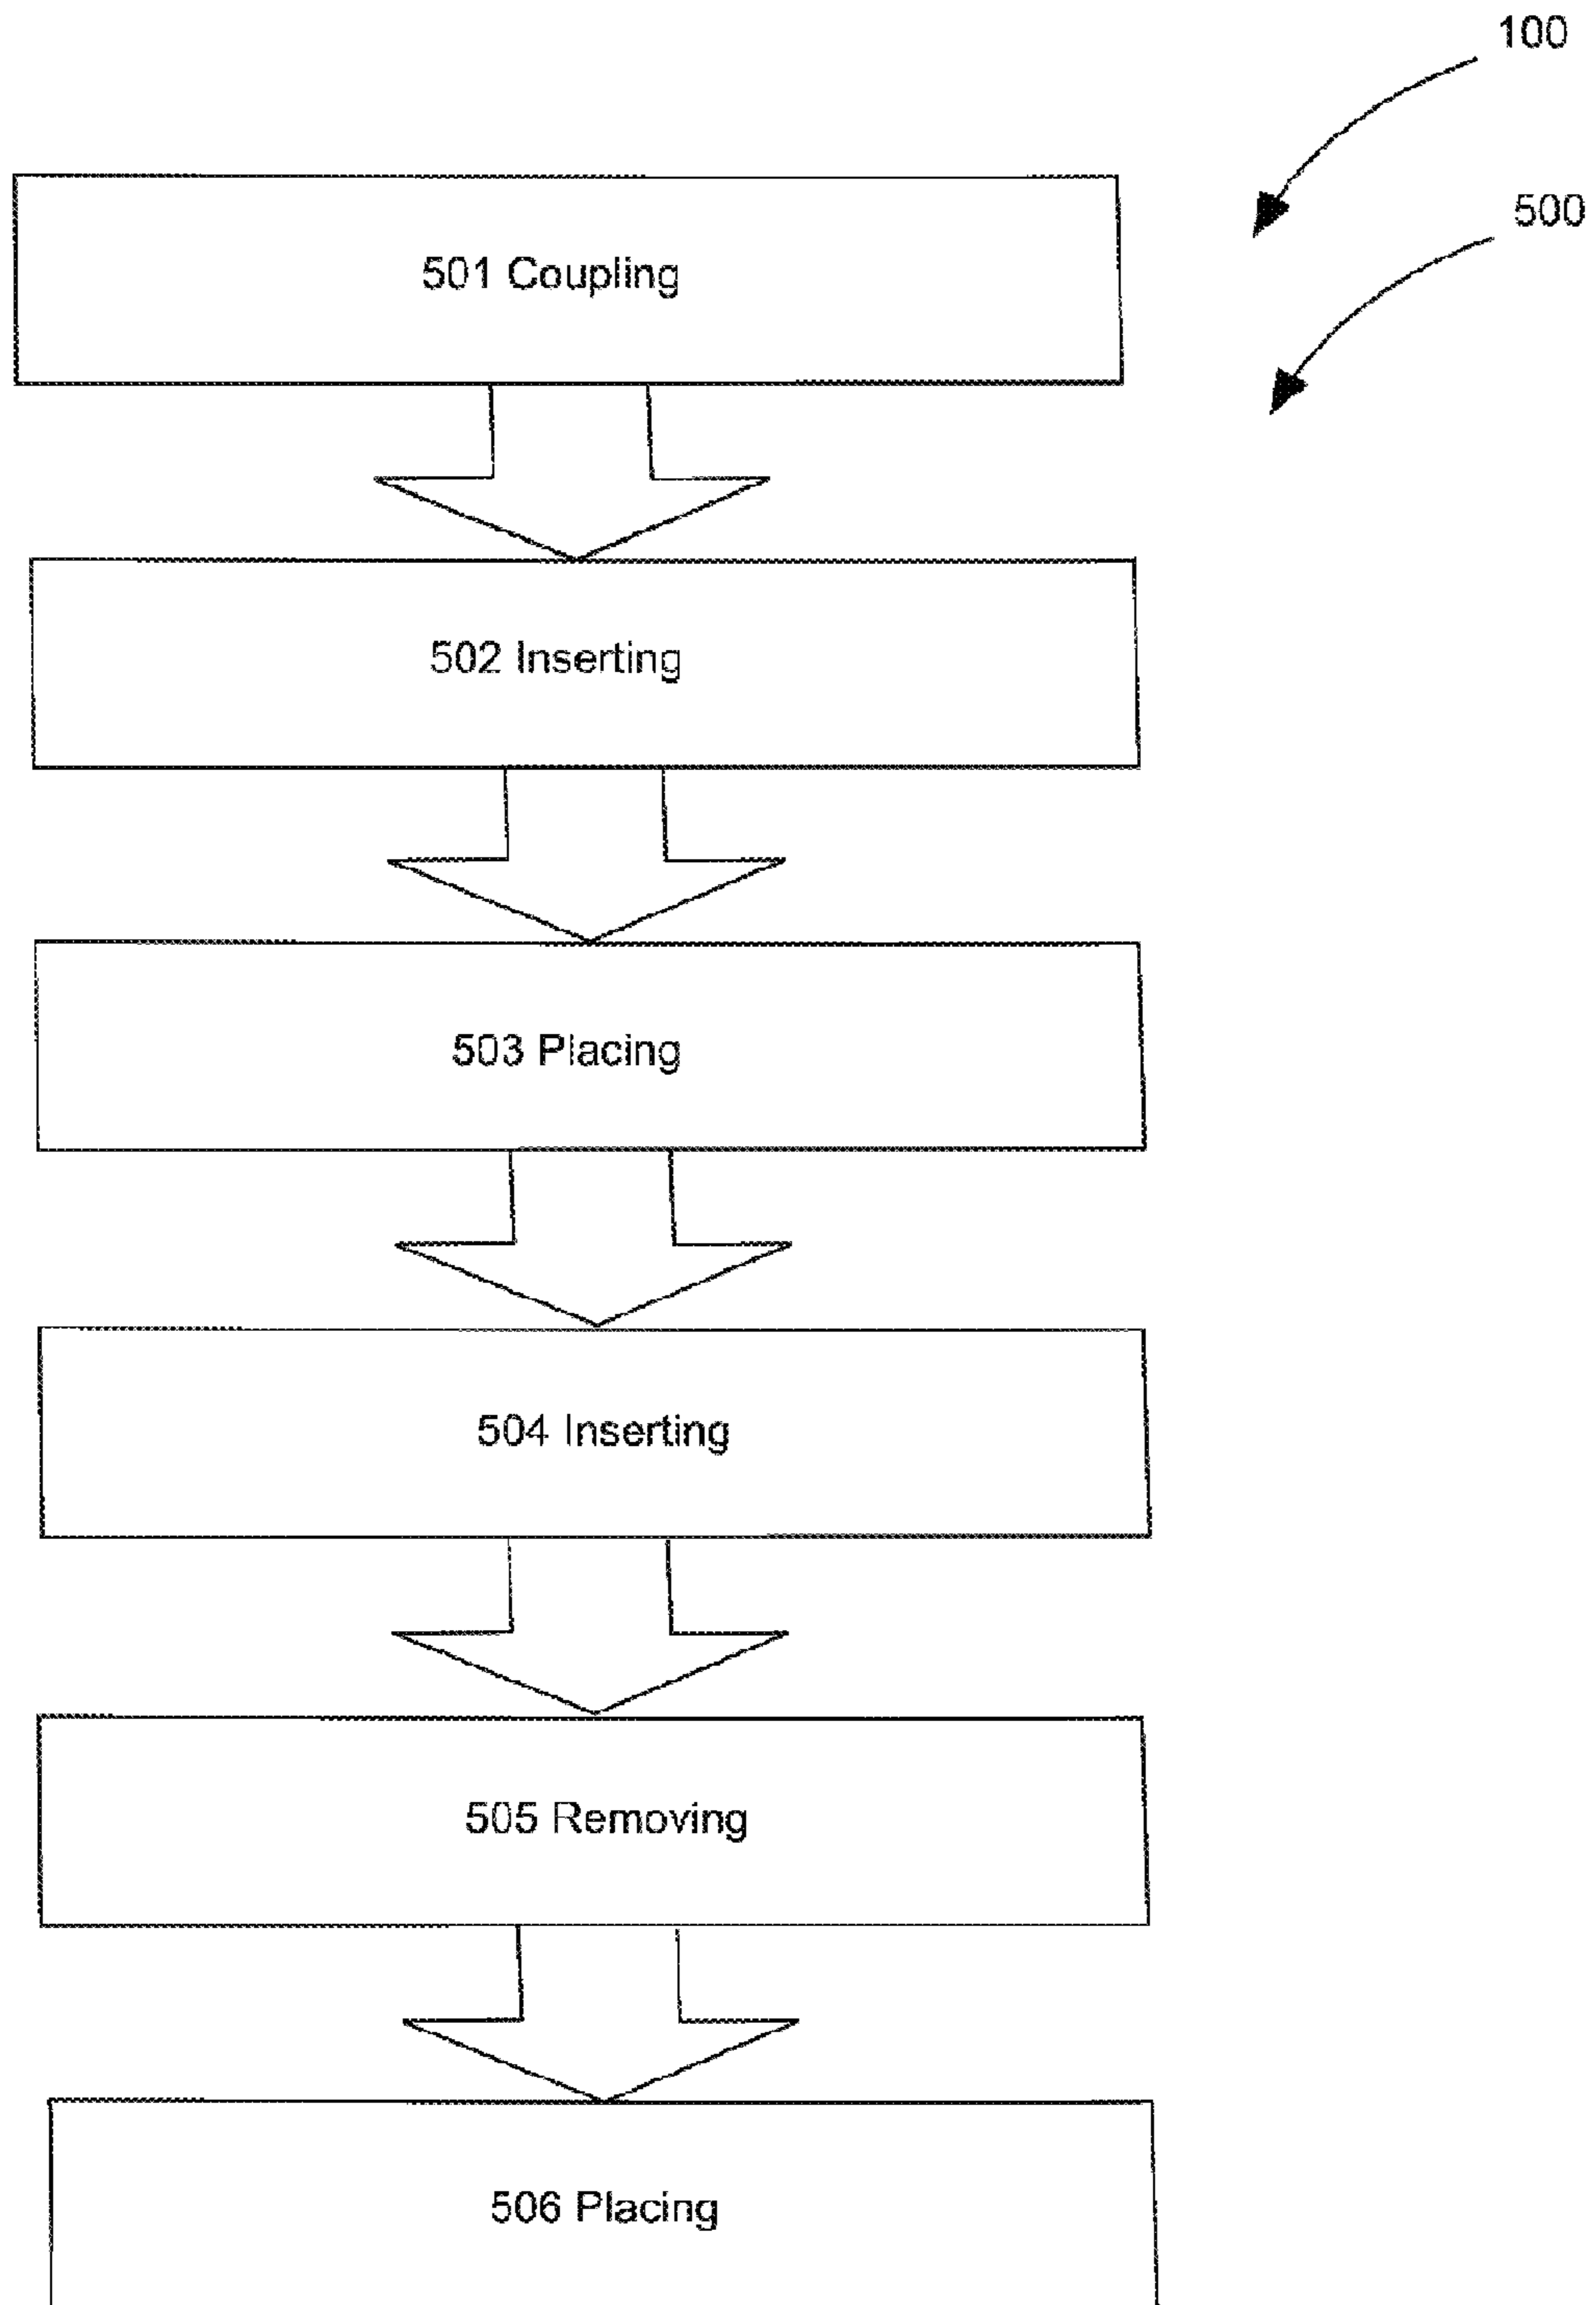 100
500
501 Coupling
502 Inserting
503 Placing
504 Inserting
505 Removing
506 Placing